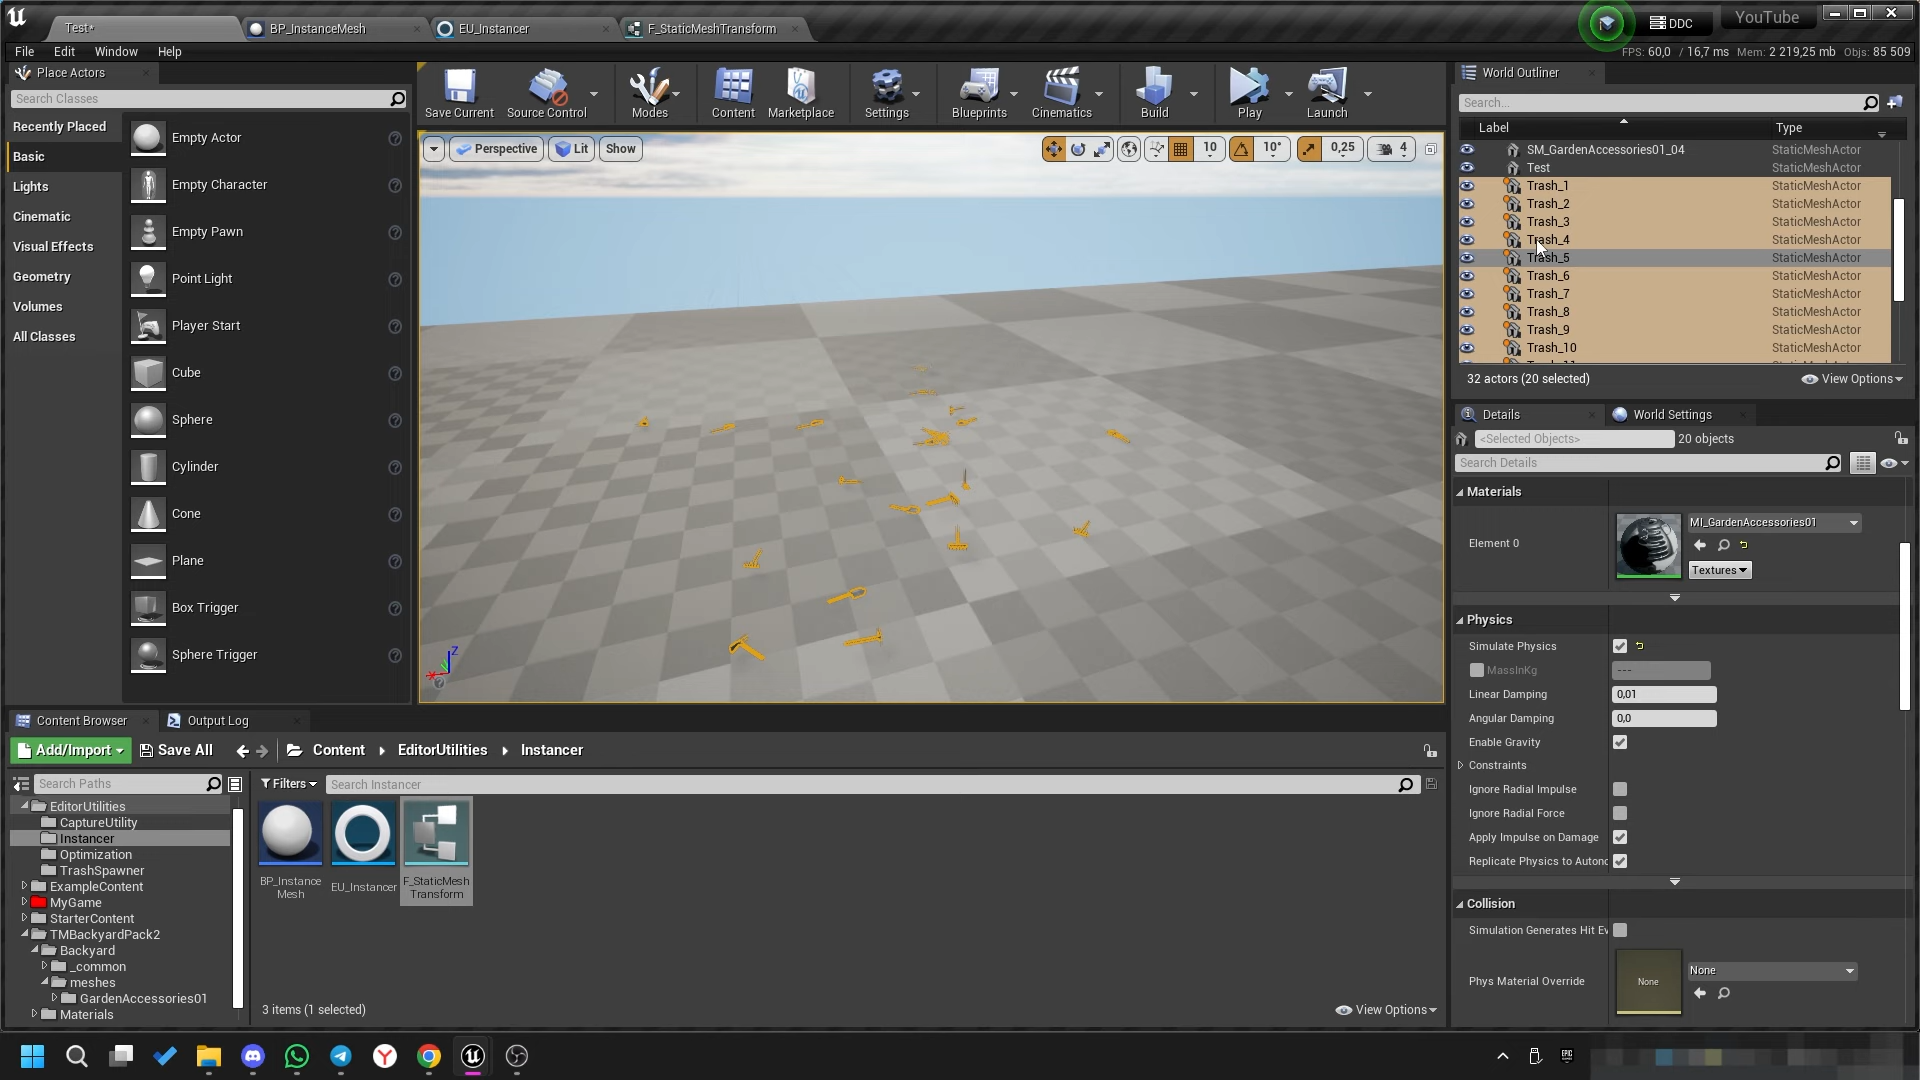 Test*
BP_InstanceMesh
EU_Instancer
F_StaticMeshTransform
DDC
YouTube
File Edit Window Help
FPS: 60,0 / 16,7 ms Mem: 2 219,25 mb Objs: 85 509
Place Actors
Search Classes
Recently Placed
Basic
Lights
Cinematic
Visual Effects
Geometry
Volumes
All Classes
Empty Actor
Empty Character
Empty Pawn
Point Light
Player Start
Cube
Sphere
Cylinder
Cone
Plane
Box Trigger
Sphere Trigger
Save Current
Source Control
Modes
Content
Marketplace
Settings
Blueprints
Cinematics
Build
Play
Launch
Perspective
Lit
Show
10
10°
0,25
4
Z
World Outliner
Search...
Label Type
SM_GardenAccessories01_04 StaticMeshActor
Test StaticMeshActor
Trash_1 StaticMeshActor
Trash_2 StaticMeshActor
Trash_3 StaticMeshActor
Trash_4 StaticMeshActor
Trash_5 StaticMeshActor
Trash_6 StaticMeshActor
Trash_7 StaticMeshActor
Trash_8 StaticMeshActor
Trash_9 StaticMeshActor
Trash_10 StaticMeshActor
32 actors (20 selected)
View Options
Details
World Settings
<Selected Objects>
20 objects
Search Details
Materials
Element 0
MI_GardenAccessories01
Textures
Physics
Simulate Physics
MassInKg
---
Linear Damping 0,01
Angular Damping 0,0
Enable Gravity
Constraints
Ignore Radial Impulse
Ignore Radial Force
Apply Impulse on Damage
Replicate Physics to Autono
Collision
Simulation Generates Hit Ev
Phys Material Override
None
None
Content Browser
Output Log
Add/Import
Save All
Content
EditorUtilities
Instancer
Search Paths
Filters
Search Instancer
EditorUtilities
CaptureUtility
Instancer
Optimization
TrashSpawner
ExampleContent
MyGame
StarterContent
TMBackyardPack2
Backyard
_common
meshes
GardenAccessories01
Materials
BP_Instance
Mesh
EU_Instancer
F_StaticMesh
Transform
3 items (1 selected)
View Options
EPIC